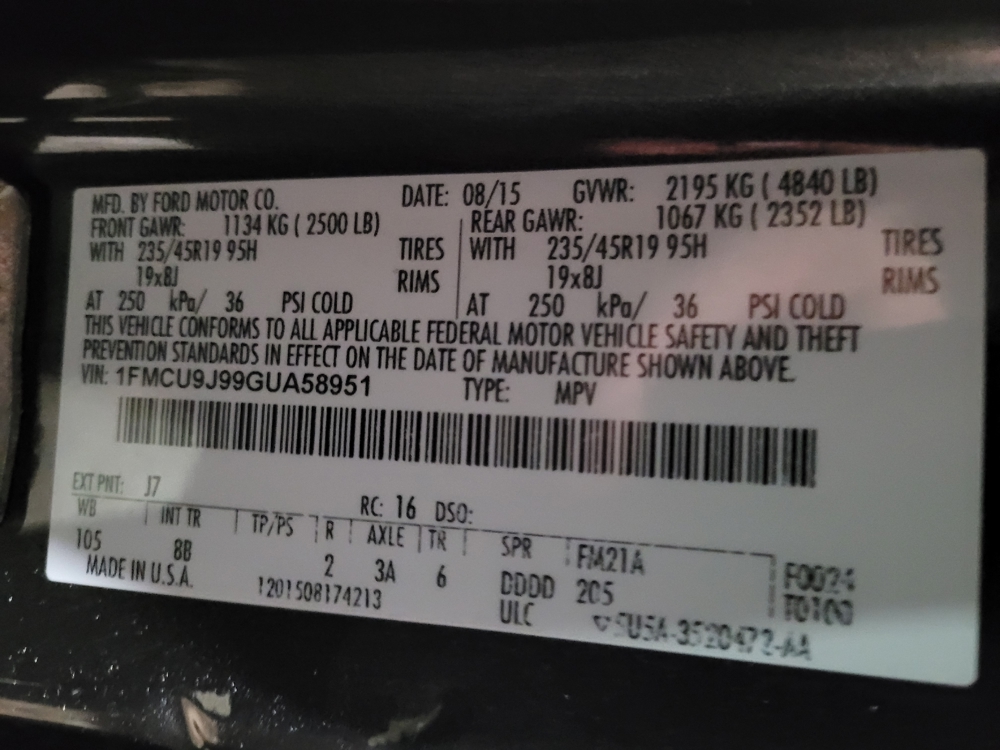 MFD. BY FORD MOTOR CO. DATE: 08/15 GVWR: 2195 KG ( 4840 LB)
FRONT GAWR: 1134 KG ( 2500 LB) REAR GAWR: 1067 KG ( 2352 LB)
WITH 235/45R19 95H TIRES WITH 235/45R19 95H TIRES
19x8J RIMS 19x8J RIMS
AT 250 kPa/ 36 PSI COLD AT 250 kPa/ 36 PSI COLD
THIS VEHICLE CONFORMS TO ALL APPLICABLE FEDERAL MOTOR VEHICLE SAFETY AND THEFT
PREVENTION STANDARDS IN EFFECT ON THE DATE OF MANUFACTURE SHOWN ABOVE.
VIN: 1FMCU9J99GUA58951 TYPE: MPV
EXT PNT: J7 RC: 16 DSO:
WB INT TR TP/PS R AXLE TR SPR FM21A
105 8B 2 3A 6 DDDD 205
F0024
T0100
MADE IN U.S.A. 1201508174213 ULC 5U5A-3520472-AA